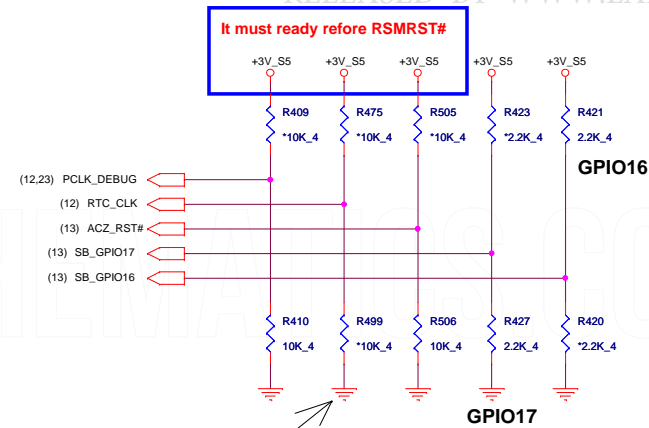 It must ready refore RSMRST#
+3V_S5 +3V_S5 +3V_S5 +3V_S5 +3V_S5
R409 R475 R505 R423 R421
*10K_4 *10K_4 *10K_4 *2.2K_4 2.2K_4
GPIO16
(12,23) PCLK_DEBUG
(12) RTC_CLK
(13) ACZ_RST#
(13) SB_GPIO17
(13) SB_GPIO16
R410 R499 R506 R427 R420
10K_4 *10K_4 10K_4 2.2K_4 *2.2K_4
GPIO17